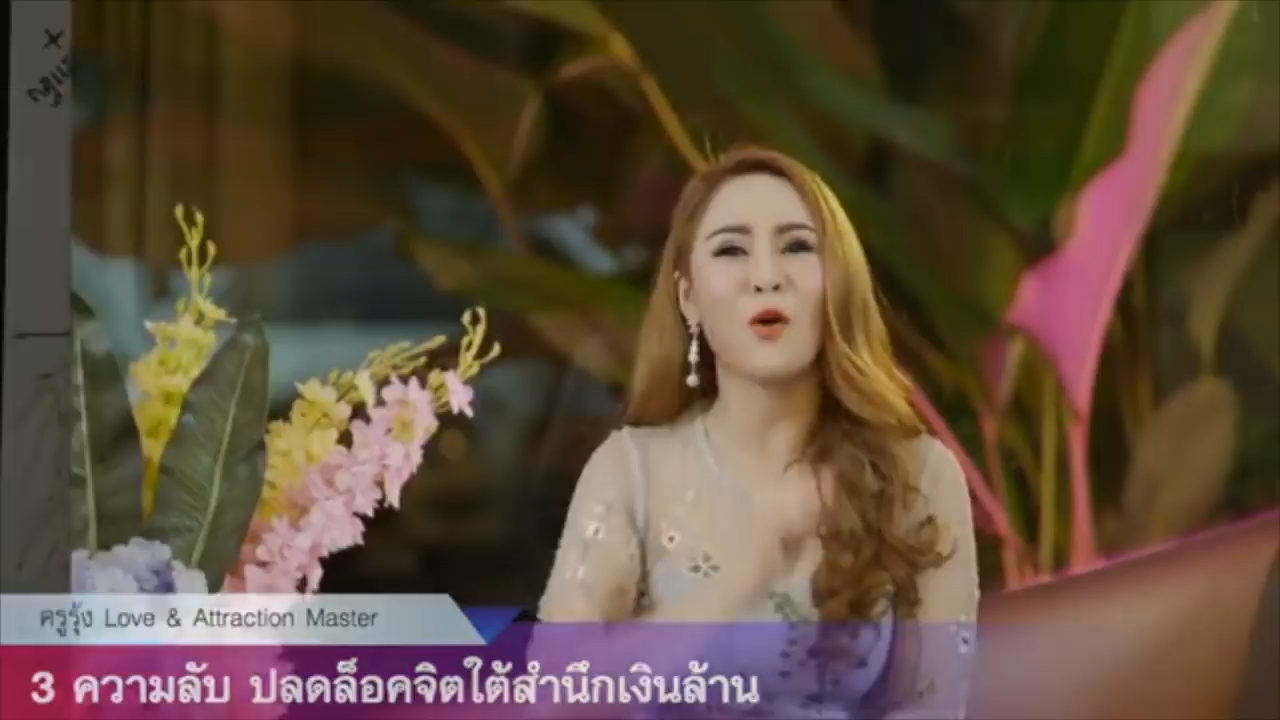 ครูรุ้ง Love & Attraction Master
3 ความลับ ปลดล็อคจิตใต้สำนึกเงินล้าน